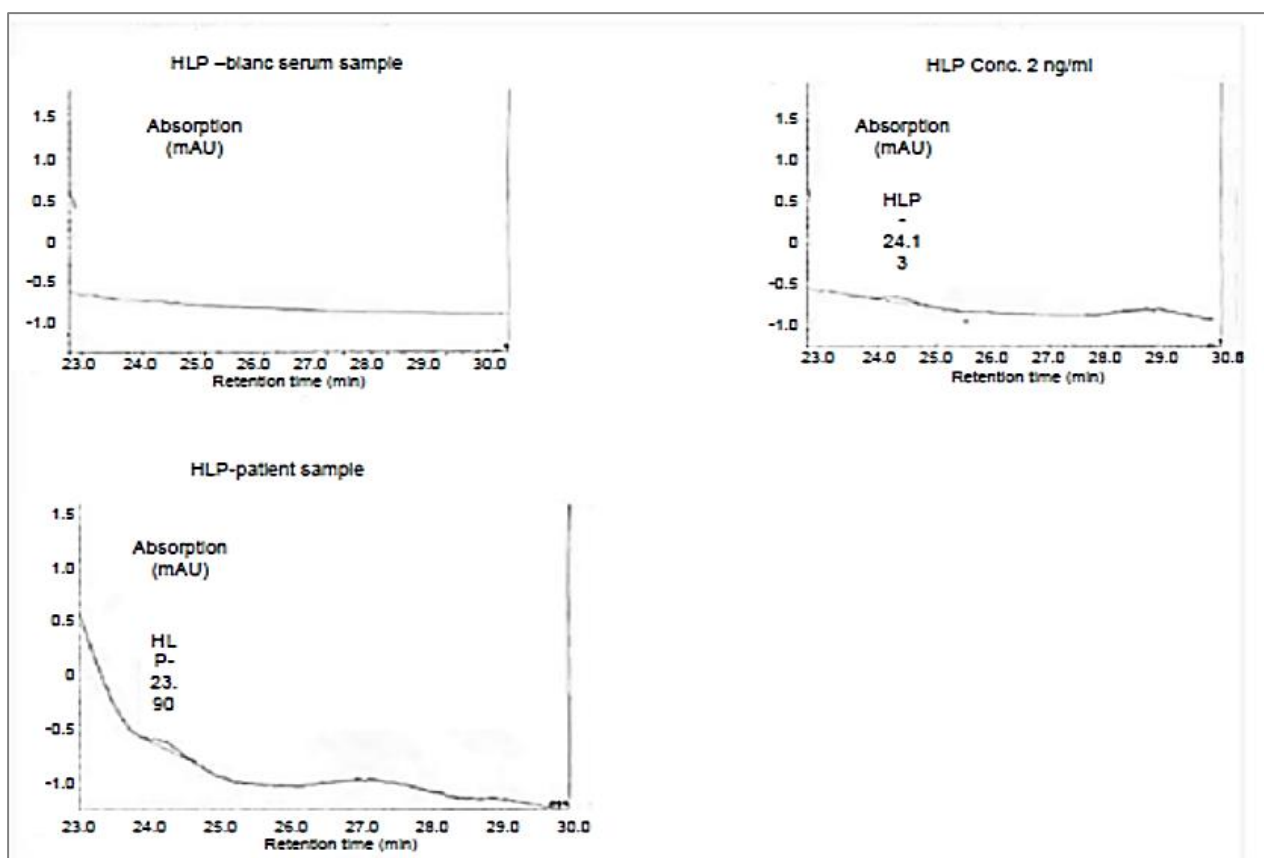 HLP –blanc serum sample
Absorption
(mAU)
1.5
1.0
0.5
0
-0.5
-1.0
23.0 24.0 25.0 26.0 27.0 28.0 29.0 30.0
Retention time (min)
HLP Conc. 2 ng/ml
Absorption
(mAU)
HLP
-
24.1
3
1.5
1.0
0.5
0
-0.5
-1.0
23.0 24.0 25.0 26.0 27.0 28.0 29.0 30.0
Retention time (min)
HLP-patient sample
Absorption
(mAU)
HL
P-
23.
90
1.5
1.0
0.5
0
-0.5
-1.0
23.0 24.0 25.0 26.0 27.0 28.0 29.0 30.0
Retention time (min)